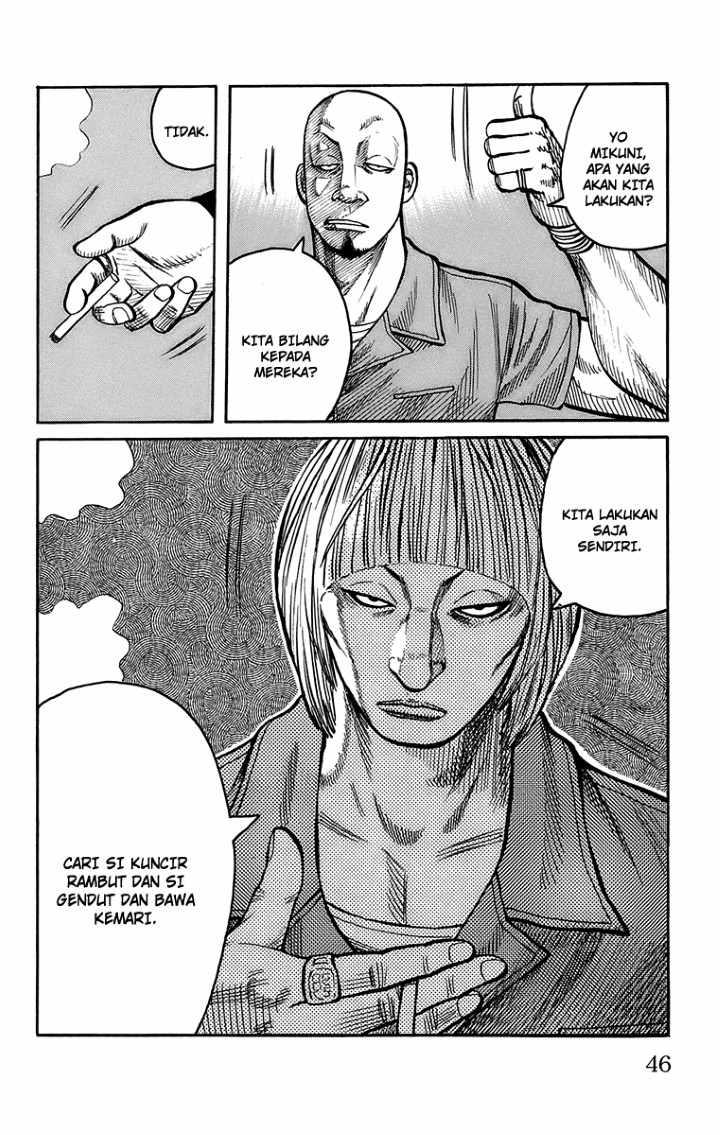 YO
MIKUNI,
APA YANG
AKAN KITA
LAKUKAN?
KITA BILANG
KEPADA
MEREKA?
TIDAK.
KITA LAKUKAN
SAJA
SENDIRI.
CARI SI KUNCIR
RAMBUT DAN SI
GENDUT DAN BAWA
KEMARI.
46